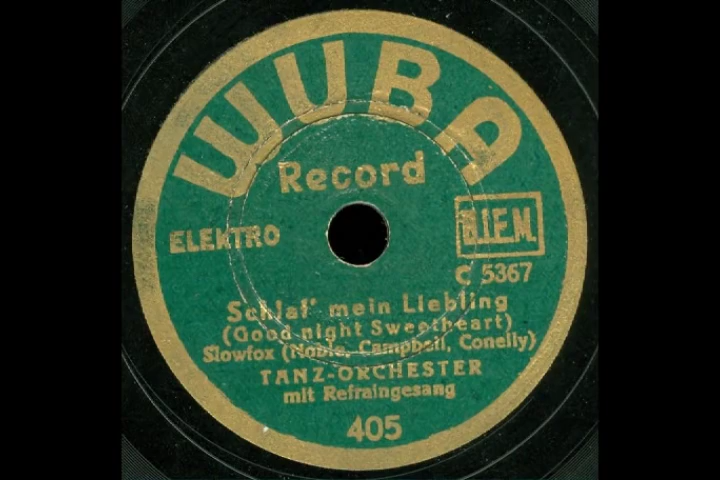 WUBA
Record
ELEKTRO
B.I.E.M.
C 5367
Schlaf' mein Liebling
(Good night Sweetheart)
Slowfox (Noble, Campbell, Conelly)
TANZ-ORCHESTER
mit Refraingesang
405